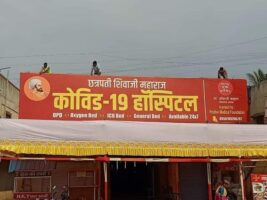 छत्रपती शिवाजी महाराज
कोविड-19 हॉस्पिटल
OPD Oxygen Bed ICU Bed General Bed Available 24x7